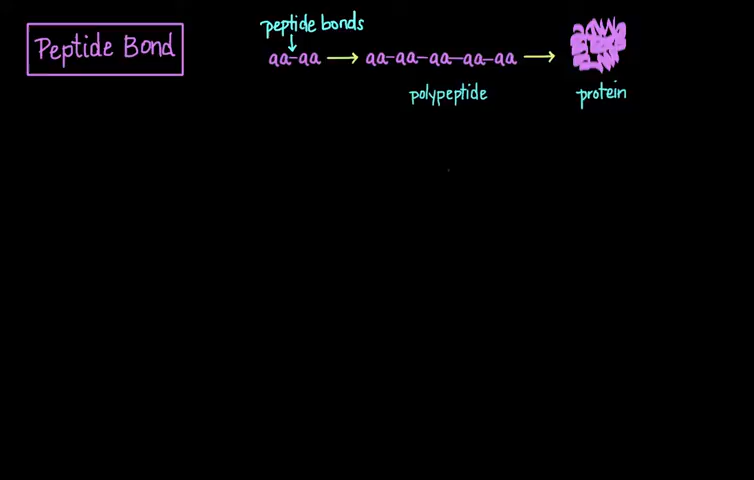 Peptide Bond
peptide bonds
aa-aa → aa-aa-aa-aa-aa →
polypeptide
protein